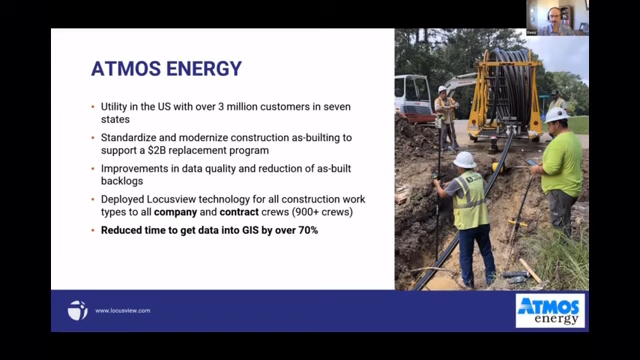 ATMOS ENERGY
• Utility in the US with over 3 million customers in seven
states
• Standardize and modernize construction as-builting to
support a $2B replacement program
• Improvements in data quality and reduction of as-built
backlogs
• Deployed Locusview technology for all construction work
types to all company and contract crews (900+ crews)
• Reduced time to get data into GIS by over 70%
www.locusview.com
ATMOS
energy